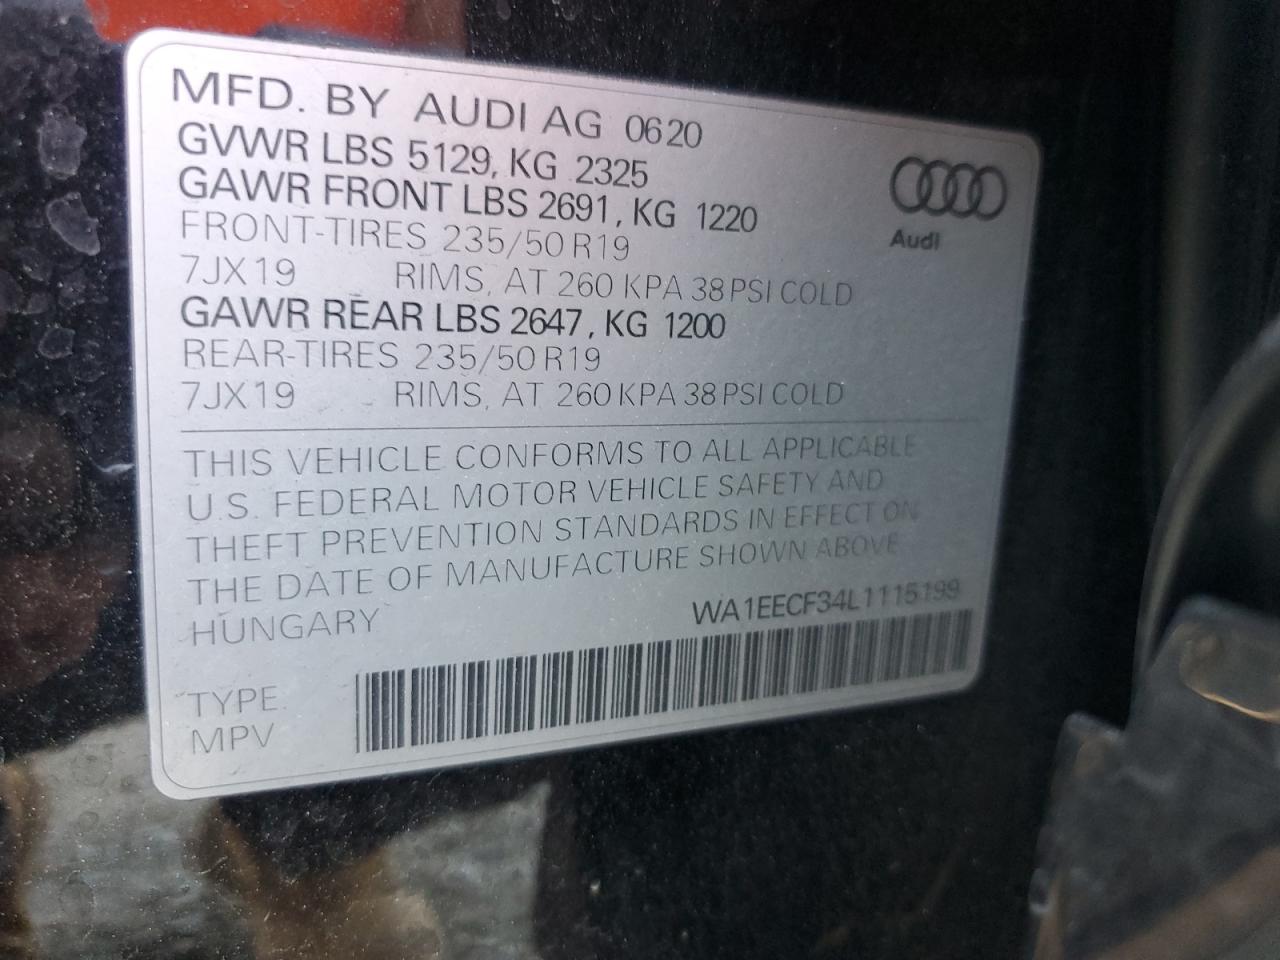 MFD. BY AUDI AG 0620
GVWR LBS 5129, KG 2325
GAWR FRONT LBS 2691, KG 1220
FRONT-TIRES 235/50 R19
7JX19 RIMS, AT 260 KPA 38 PSI COLD
GAWR REAR LBS 2647, KG 1200
REAR-TIRES 235/50 R19
7JX19 RIMS, AT 260 KPA 38 PSI COLD
Audi
THIS VEHICLE CONFORMS TO ALL APPLICABLE
U.S. FEDERAL MOTOR VEHICLE SAFETY AND
THEFT PREVENTION STANDARDS IN EFFECT ON
THE DATE OF MANUFACTURE SHOWN ABOVE
HUNGARY
WA1EECF34L1115199
TYPE:
MPV